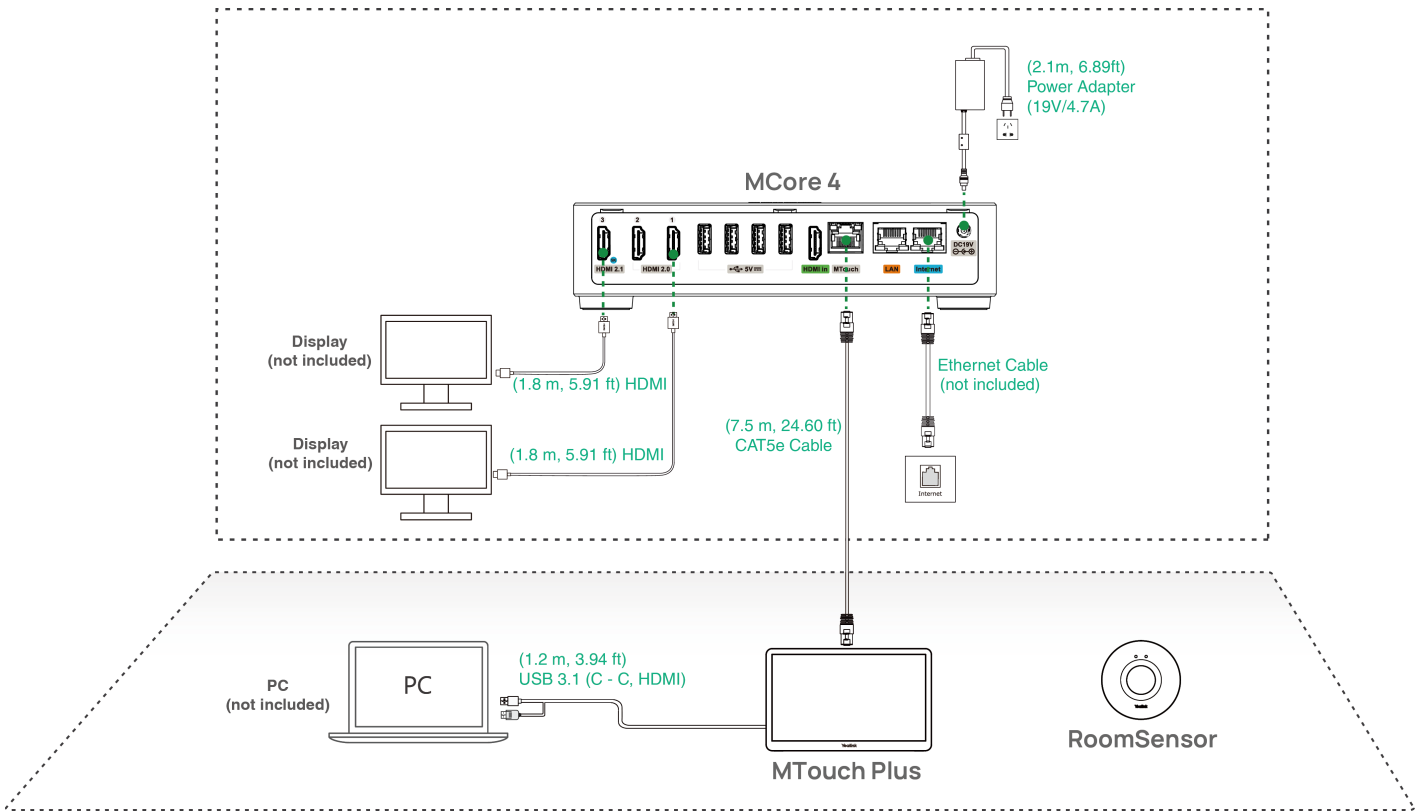 (2.1m, 6.89ft)
Power Adapter
(19V/4.7A)
MCore 4
3 2 1
DC19V
HDMI 2.1 HDMI 2.0 5V HDMI in MTouch LAN Internet
Display
(not included)
(1.8 m, 5.91 ft) HDMI
Ethernet Cable
(not included)
(7.5 m, 24.60 ft)
CAT5e Cable
Display
(not included)
(1.8 m, 5.91 ft) HDMI
Internet
PC
(not included)
PC
(1.2 m, 3.94 ft)
USB 3.1 (C - C, HDMI)
Yealink
MTouch Plus
Yealink
RoomSensor